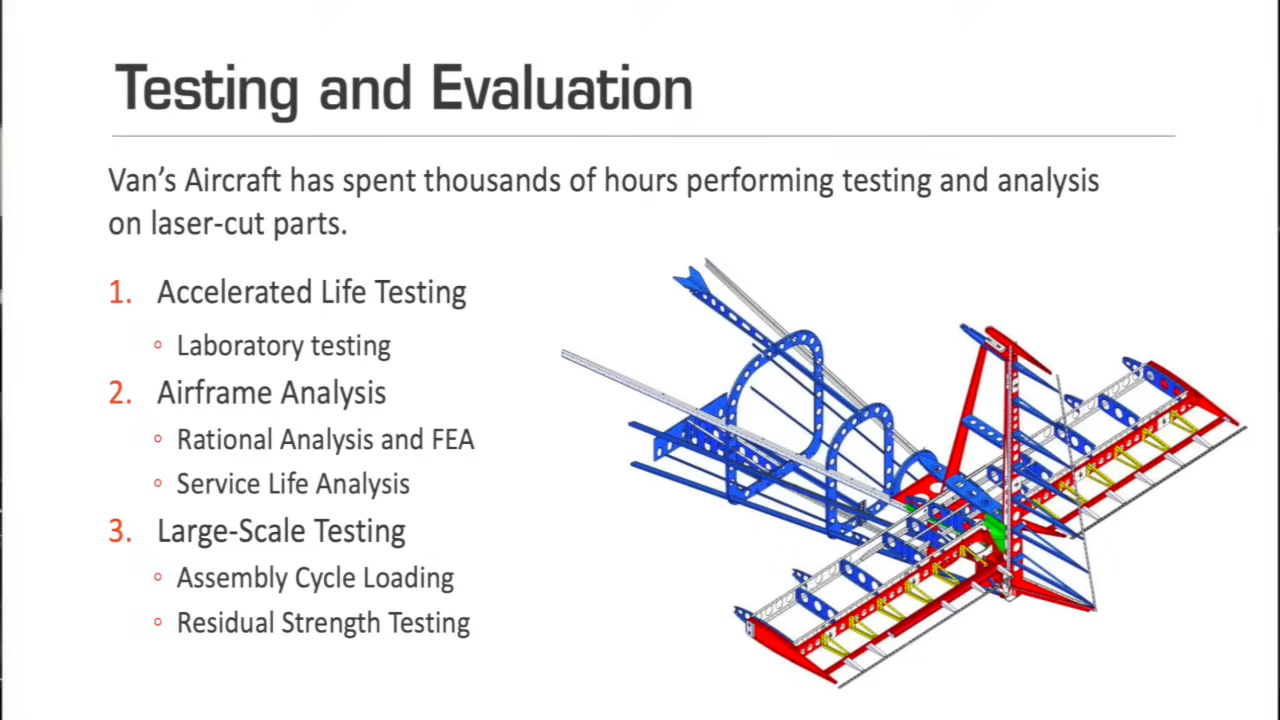 Testing and Evaluation
Van's Aircraft has spent thousands of hours performing testing and analysis
on laser-cut parts.
1. Accelerated Life Testing
◦ Laboratory testing
2. Airframe Analysis
◦ Rational Analysis and FEA
◦ Service Life Analysis
3. Large-Scale Testing
◦ Assembly Cycle Loading
◦ Residual Strength Testing